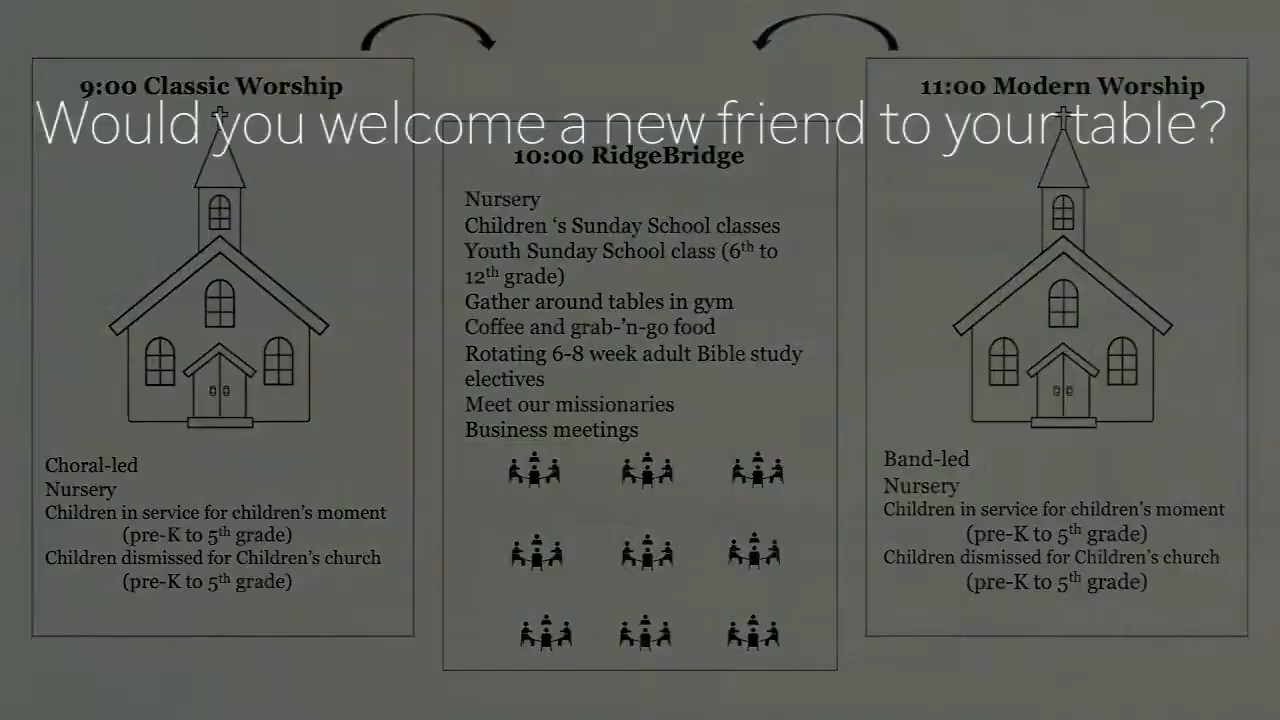 Would you welcome a new friend to your table?
9:00 Classic Worship
Choral-led
Nursery
Children in service for children's moment
(pre-K to 5th grade)
Children dismissed for Children's church
(pre-K to 5th grade)
10:00 RidgeBridge
Nursery
Children ‘s Sunday School classes
Youth Sunday School class (6th to
12th grade)
Gather around tables in gym
Coffee and grab-’n-go food
Rotating 6-8 week adult Bible study
electives
Meet our missionaries
Business meetings
11:00 Modern Worship
Band-led
Nursery
Children in service for children’s moment
(pre-K to 5th grade)
Children dismissed for Children’s church
(pre-K to 5th grade)